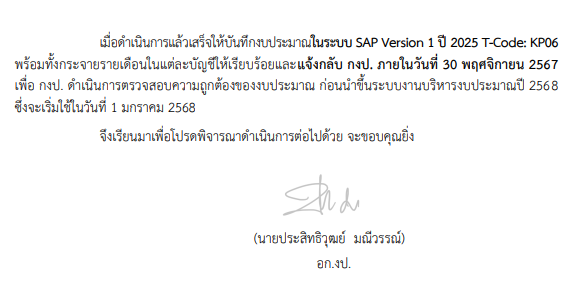 เมื่อดำเนินการแล้วเสร็จให้บันทึกงบประมาณในระบบ SAP Version 1 ปี 2025 T-Code: KP06
พร้อมทั้งกระจายรายเดือนในแต่ละบัญชีให้เรียบร้อยและแจ้งกลับ กงป. ภายในวันที่ 30 พฤศจิกายน 2567
เพื่อ กงป. ดำเนินการตรวจสอบความถูกต้องของงบประมาณ ก่อนนำขึ้นระบบงานบริหารงบประมาณปี 2568
ซึ่งจะเริ่มใช้ในวันที่ 1 มกราคม 2568
จึงเรียนมาเพื่อโปรดพิจารณาดำเนินการต่อไปด้วย จะขอบคุณยิ่ง
(นายประสิทธิวุฒย์ มณีวรรณ์)
อก.งป.